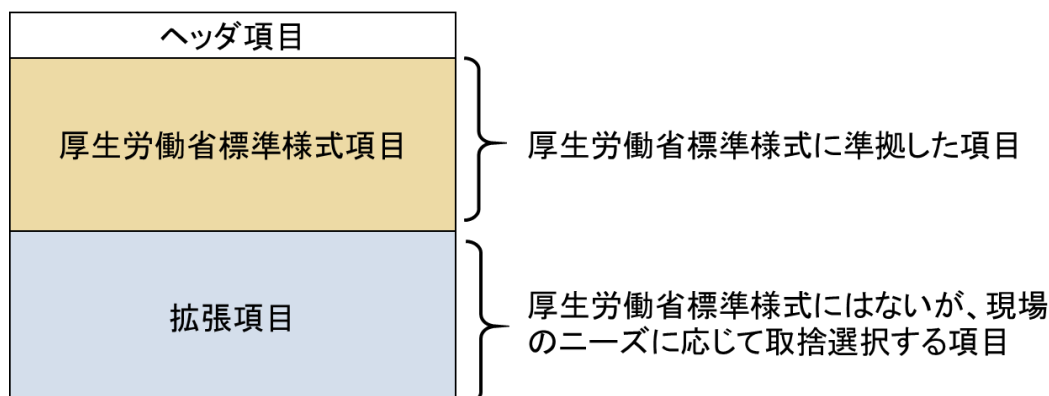 ヘッダ項目
厚生労働省標準様式項目
厚生労働省標準様式に準拠した項目
拡張項目
厚生労働省標準様式にはないが、現場
のニーズに応じて取捨選択する項目